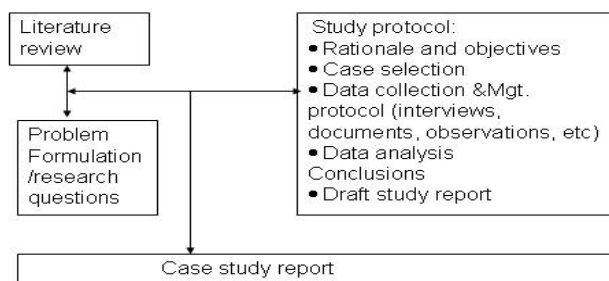 Literature
review
Problem
Formulation
/research
questions
Study protocol:
● Rationale and objectives
● Case selection
● Data collection &Mgt.
protocol (interviews,
documents, observations, etc)
● Data analysis
Conclusions
● Draft study report
Case study report